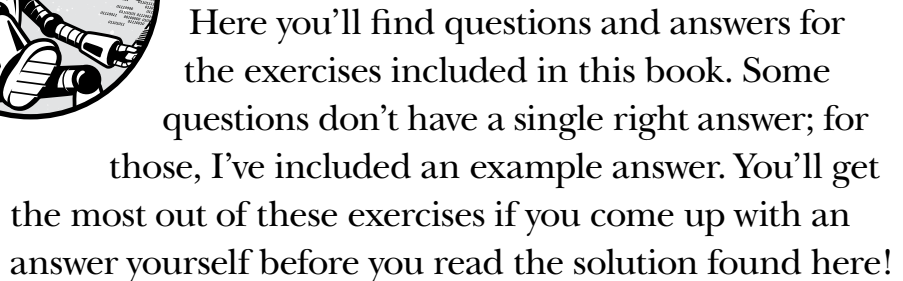 Here you’ll find questions and answers for
the exercises included in this book. Some
questions don’t have a single right answer; for
those, I’ve included an example answer. You’ll get
the most out of these exercises if you come up with an
answer yourself before you read the solution found here!